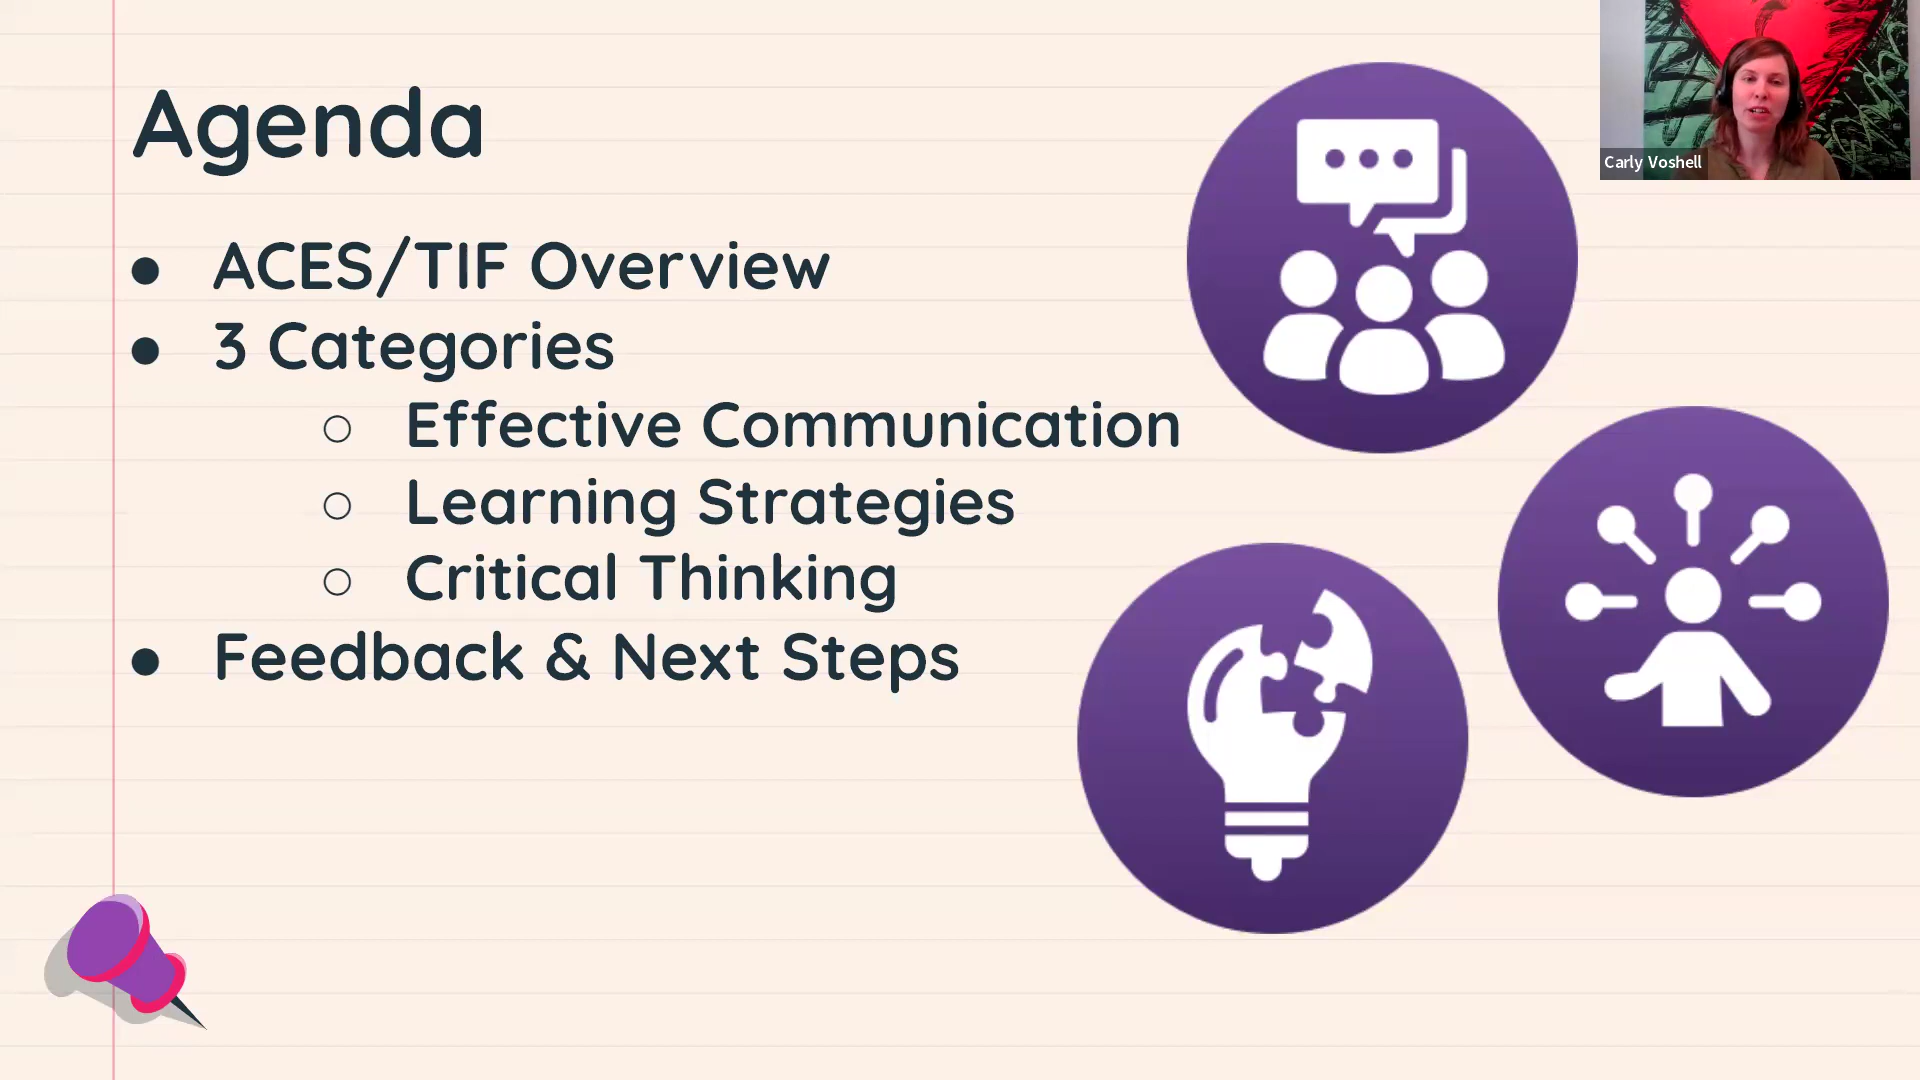 Agenda
● ACES/TIF Overview
● 3 Categories
○ Effective Communication
○ Learning Strategies
○ Critical Thinking
● Feedback & Next Steps
Carly Voshell